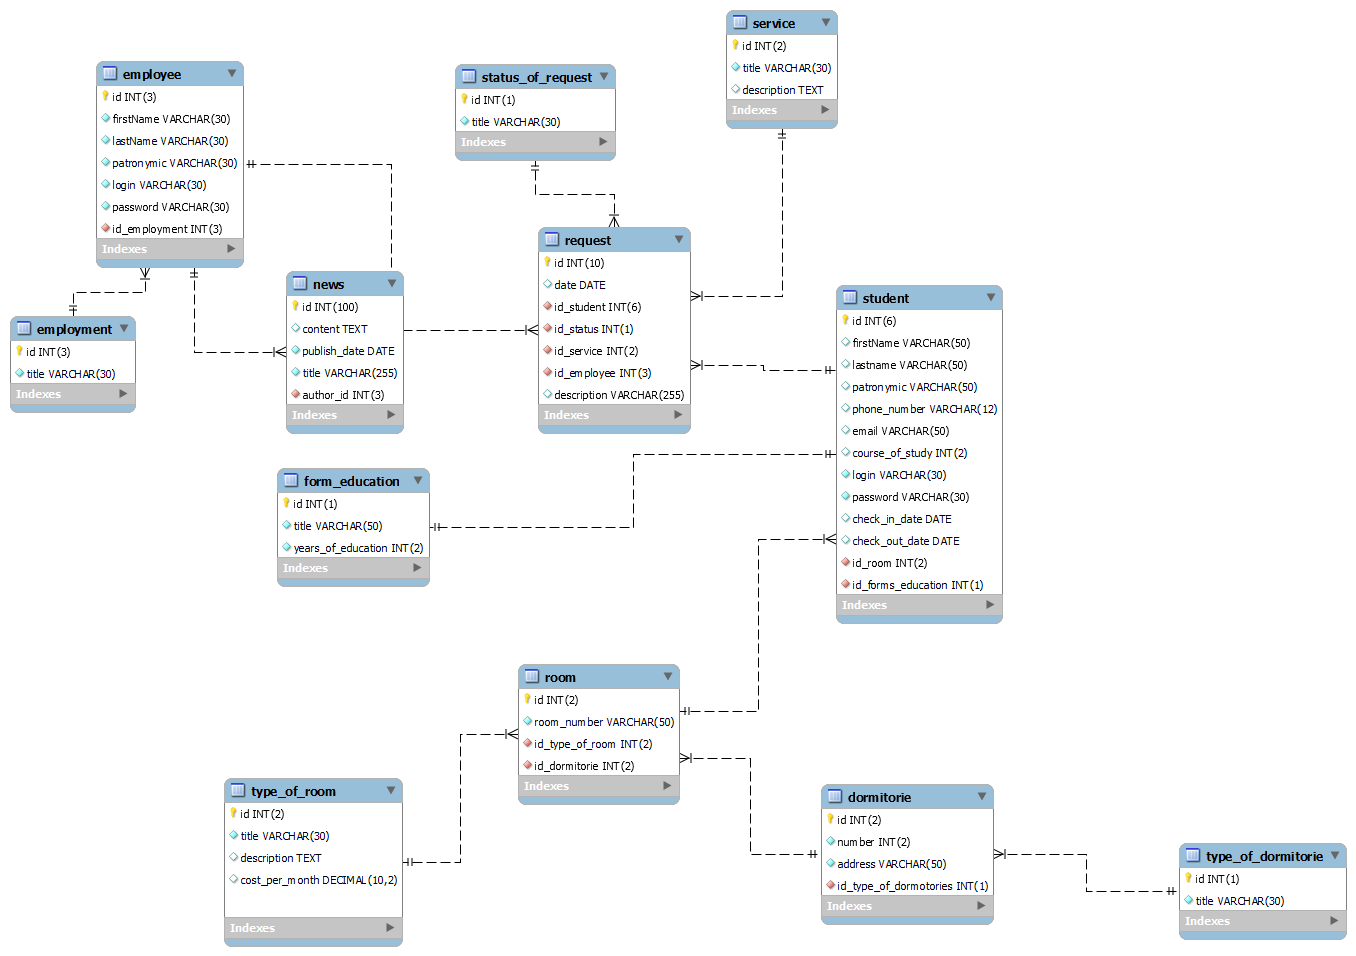 service
id INT(2)
title VARCHAR(30)
description TEXT
Indexes
employee
id INT(3)
firstName VARCHAR(30)
lastName VARCHAR(30)
patronymic VARCHAR(30)
login VARCHAR(30)
password VARCHAR(30)
id_employment INT(3)
Indexes
status_of_request
id INT(1)
title VARCHAR(30)
Indexes
request
id INT(10)
date DATE
id_student INT(6)
id_status INT(1)
id_service INT(2)
id_employee INT(3)
description VARCHAR(255)
Indexes
news
id INT(100)
content TEXT
publish_date DATE
title VARCHAR(255)
author_id INT(3)
Indexes
employment
id INT(3)
title VARCHAR(30)
Indexes
student
id INT(6)
firstName VARCHAR(50)
lastname VARCHAR(50)
patronymic VARCHAR(50)
phone_number VARCHAR(12)
email VARCHAR(50)
course_of_study INT(2)
login VARCHAR(30)
password VARCHAR(30)
check_in_date DATE
check_out_date DATE
id_room INT(2)
id_forms_education INT(1)
Indexes
form_education
id INT(1)
title VARCHAR(50)
years_of_education INT(2)
Indexes
room
id INT(2)
room_number VARCHAR(50)
id_type_of_room INT(2)
id_dormitorie INT(2)
Indexes
type_of_room
id INT(2)
title VARCHAR(30)
description TEXT
cost_per_month DECIMAL(10,2)
Indexes
dormitorie
id INT(2)
number INT(2)
address VARCHAR(50)
id_type_of_dormotories INT(1)
Indexes
type_of_dormitorie
id INT(1)
title VARCHAR(30)
Indexes